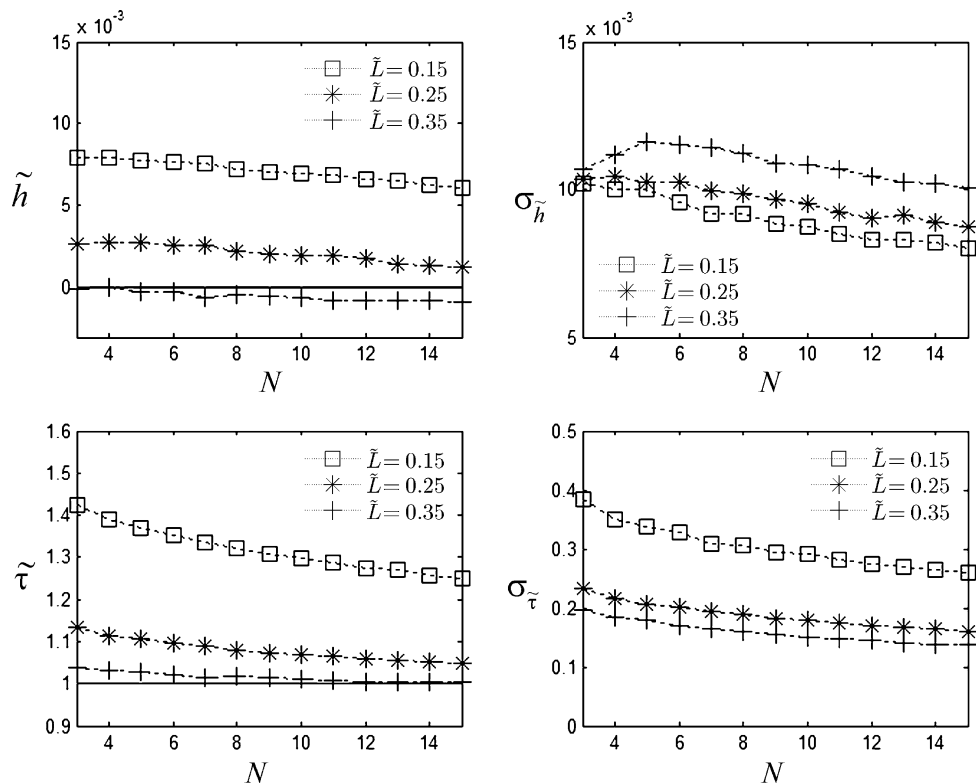 x 10⁻³
15
10
5
0
h̃
L̃ = 0.15
L̃ = 0.25
L̃ = 0.35
4 6 8 10 12 14
N
x 10⁻³
15
10
5
σ_h̃
L̃ = 0.15
L̃ = 0.25
L̃ = 0.35
4 6 8 10 12 14
N
1.6
1.5
1.4
1.3
1.2
1.1
1
0.9
τ̃
L̃ = 0.15
L̃ = 0.25
L̃ = 0.35
4 6 8 10 12 14
N
0.5
0.4
0.3
0.2
0.1
0
σ_τ̃
L̃ = 0.15
L̃ = 0.25
L̃ = 0.35
4 6 8 10 12 14
N